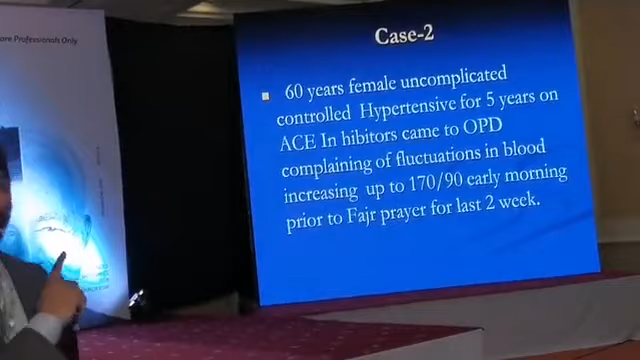 are Professionals Only
Case-2
60 years female uncomplicated
controlled Hypertensive for 5 years on
ACE In hibitors came to OPD
complaining of fluctuations in blood
increasing up to 170/90 early morning
prior to Fajr prayer for last 2 week.